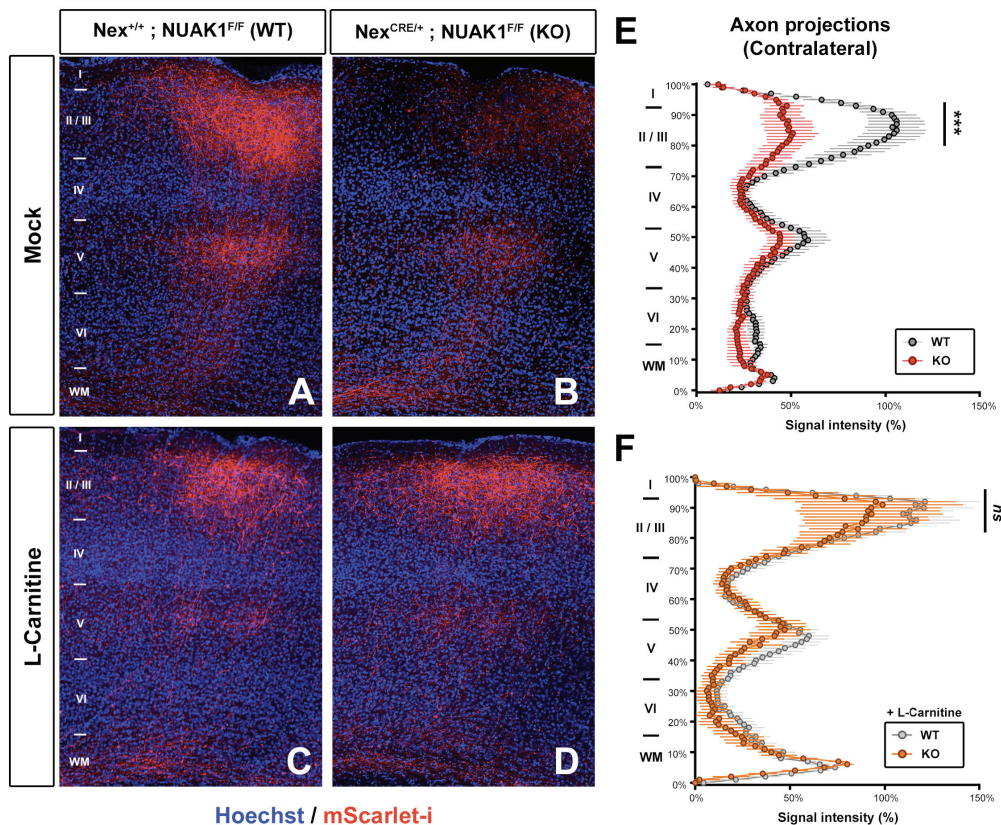 Nex+/+ ; NUAK1F/F (WT)
NexCRE/+ ; NUAK1F/F (KO)
Mock
I
II / III
IV
V
VI
WM
A
B
L-Carnitine
I
II / III
IV
V
VI
WM
C
D
Hoechst / mScarlet-i
E
Axon projections
(Contralateral)
I
II / III
IV
V
VI
WM
100%
90%
80%
70%
60%
50%
40%
30%
20%
10%
0%
***
WT
KO
0%
50%
100%
150%
Signal intensity (%)
F
I
II / III
IV
V
VI
WM
100%
90%
80%
70%
60%
50%
40%
30%
20%
10%
0%
ns
+ L-Carnitine
WT
KO
0%
50%
100%
150%
Signal intensity (%)